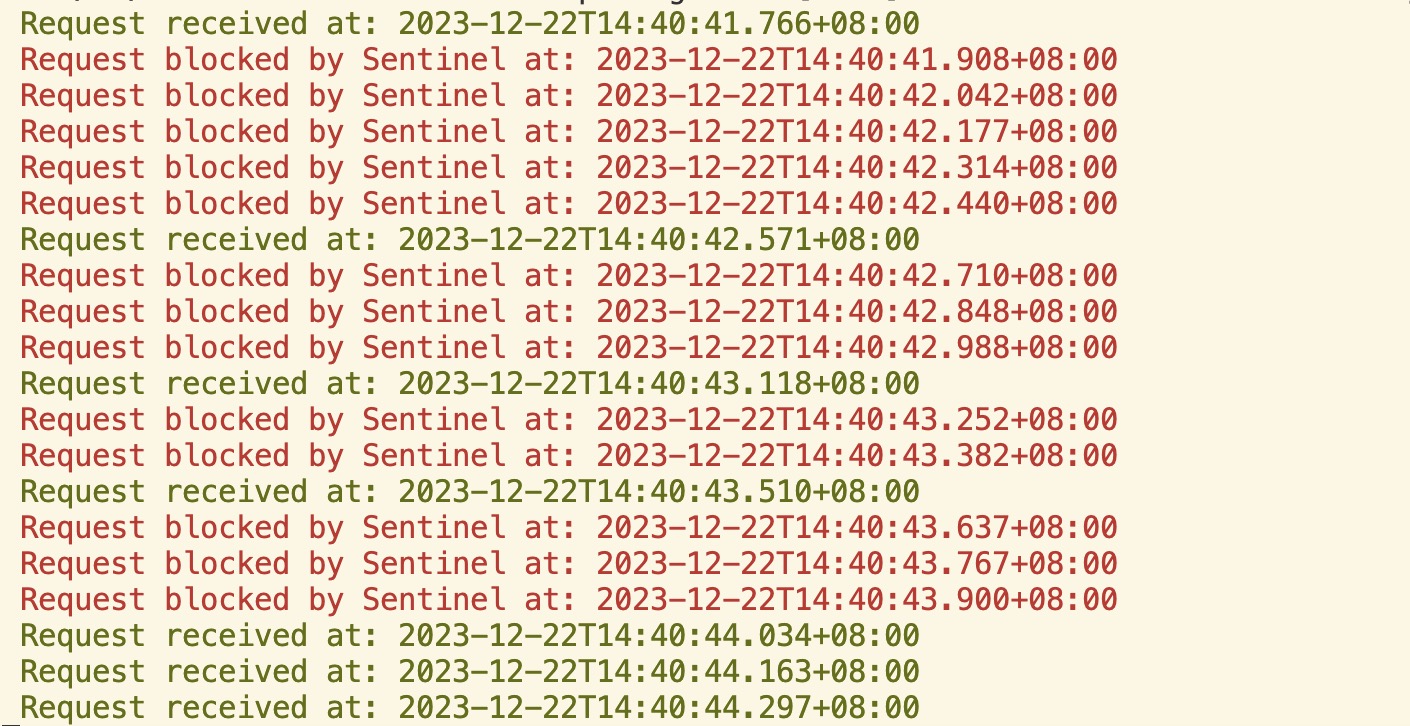 Request received at: 2023-12-22T14:40:41.766+08:00
Request blocked by Sentinel at: 2023-12-22T14:40:41.908+08:00
Request blocked by Sentinel at: 2023-12-22T14:40:42.042+08:00
Request blocked by Sentinel at: 2023-12-22T14:40:42.177+08:00
Request blocked by Sentinel at: 2023-12-22T14:40:42.314+08:00
Request blocked by Sentinel at: 2023-12-22T14:40:42.440+08:00
Request received at: 2023-12-22T14:40:42.571+08:00
Request blocked by Sentinel at: 2023-12-22T14:40:42.710+08:00
Request blocked by Sentinel at: 2023-12-22T14:40:42.848+08:00
Request blocked by Sentinel at: 2023-12-22T14:40:42.988+08:00
Request received at: 2023-12-22T14:40:43.118+08:00
Request blocked by Sentinel at: 2023-12-22T14:40:43.252+08:00
Request blocked by Sentinel at: 2023-12-22T14:40:43.382+08:00
Request received at: 2023-12-22T14:40:43.510+08:00
Request blocked by Sentinel at: 2023-12-22T14:40:43.637+08:00
Request blocked by Sentinel at: 2023-12-22T14:40:43.767+08:00
Request blocked by Sentinel at: 2023-12-22T14:40:43.900+08:00
Request received at: 2023-12-22T14:40:44.034+08:00
Request received at: 2023-12-22T14:40:44.163+08:00
Request received at: 2023-12-22T14:40:44.297+08:00